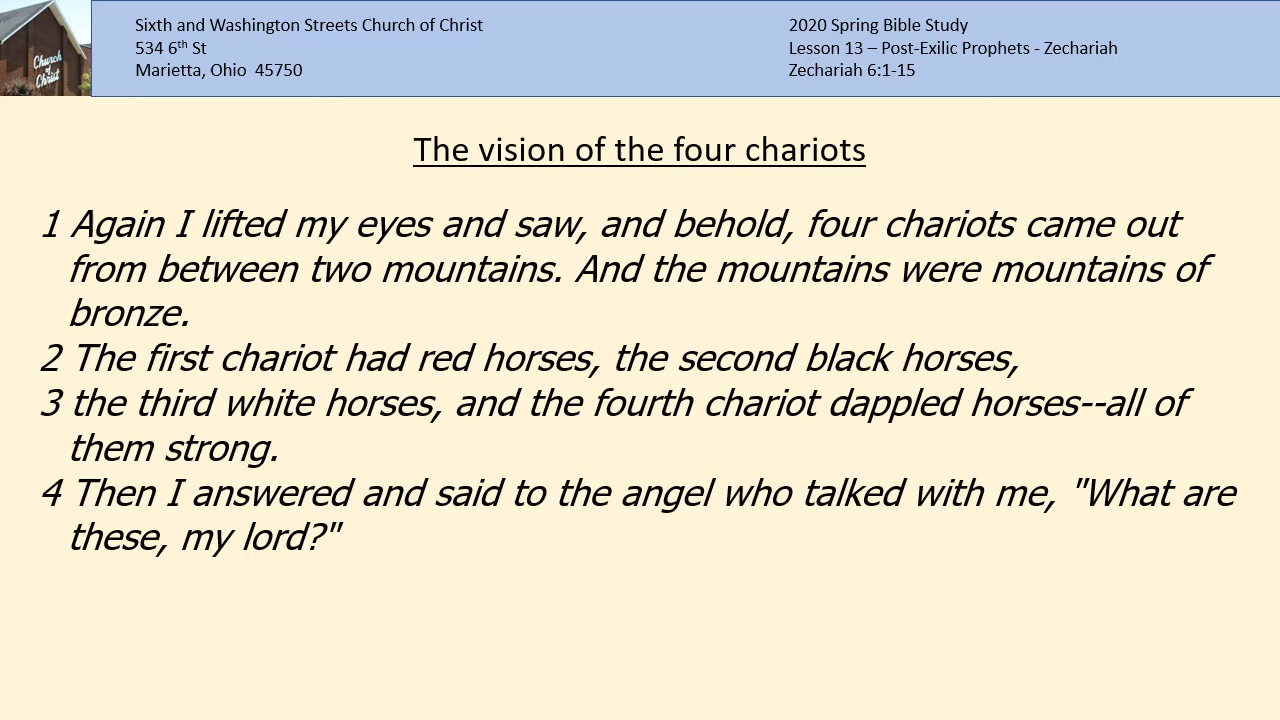 Church
of
Christ
Sixth and Washington Streets Church of Christ
534 6th St
Marietta, Ohio  45750
2020 Spring Bible Study
Lesson 13 – Post-Exilic Prophets - Zechariah
Zechariah 6:1-15
The vision of the four chariots
1 Again I lifted my eyes and saw, and behold, four chariots came out
from between two mountains. And the mountains were mountains of
bronze.
2 The first chariot had red horses, the second black horses,
3 the third white horses, and the fourth chariot dappled horses--all of
them strong.
4 Then I answered and said to the angel who talked with me, "What are
these, my lord?"